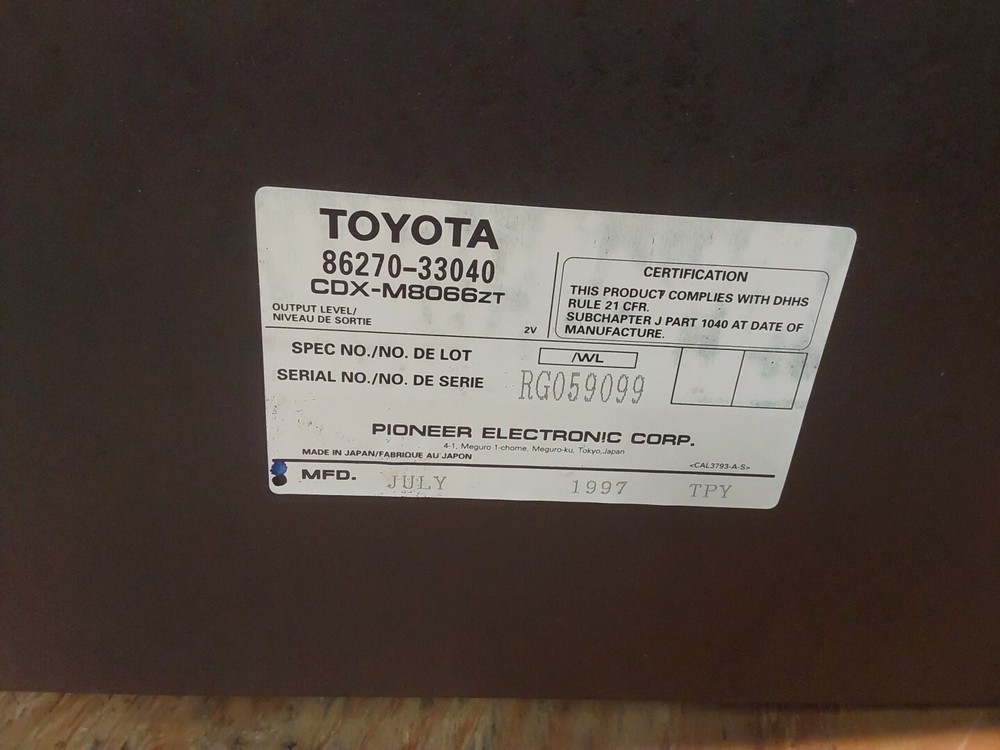 TOYOTA
86270-33040
CDX-M8066ZT
OUTPUT LEVEL/
NIVEAU DE SORTIE
2V
CERTIFICATION
THIS PRODUCT COMPLIES WITH DHHS
RULE 21 CFR.
SUBCHAPTER J PART 1040 AT DATE OF
MANUFACTURE.
SPEC NO./NO. DE LOT
/WL
SERIAL NO./NO. DE SERIE
RG059099
PIONEER ELECTRONIC CORP.
4-1, Meguro 1-chome, Meguro-ku, Tokyo, Japan
MADE IN JAPAN/FABRIQUE AU JAPON
<CAL3793-A-S>
MFD. JULY 1997 TPY